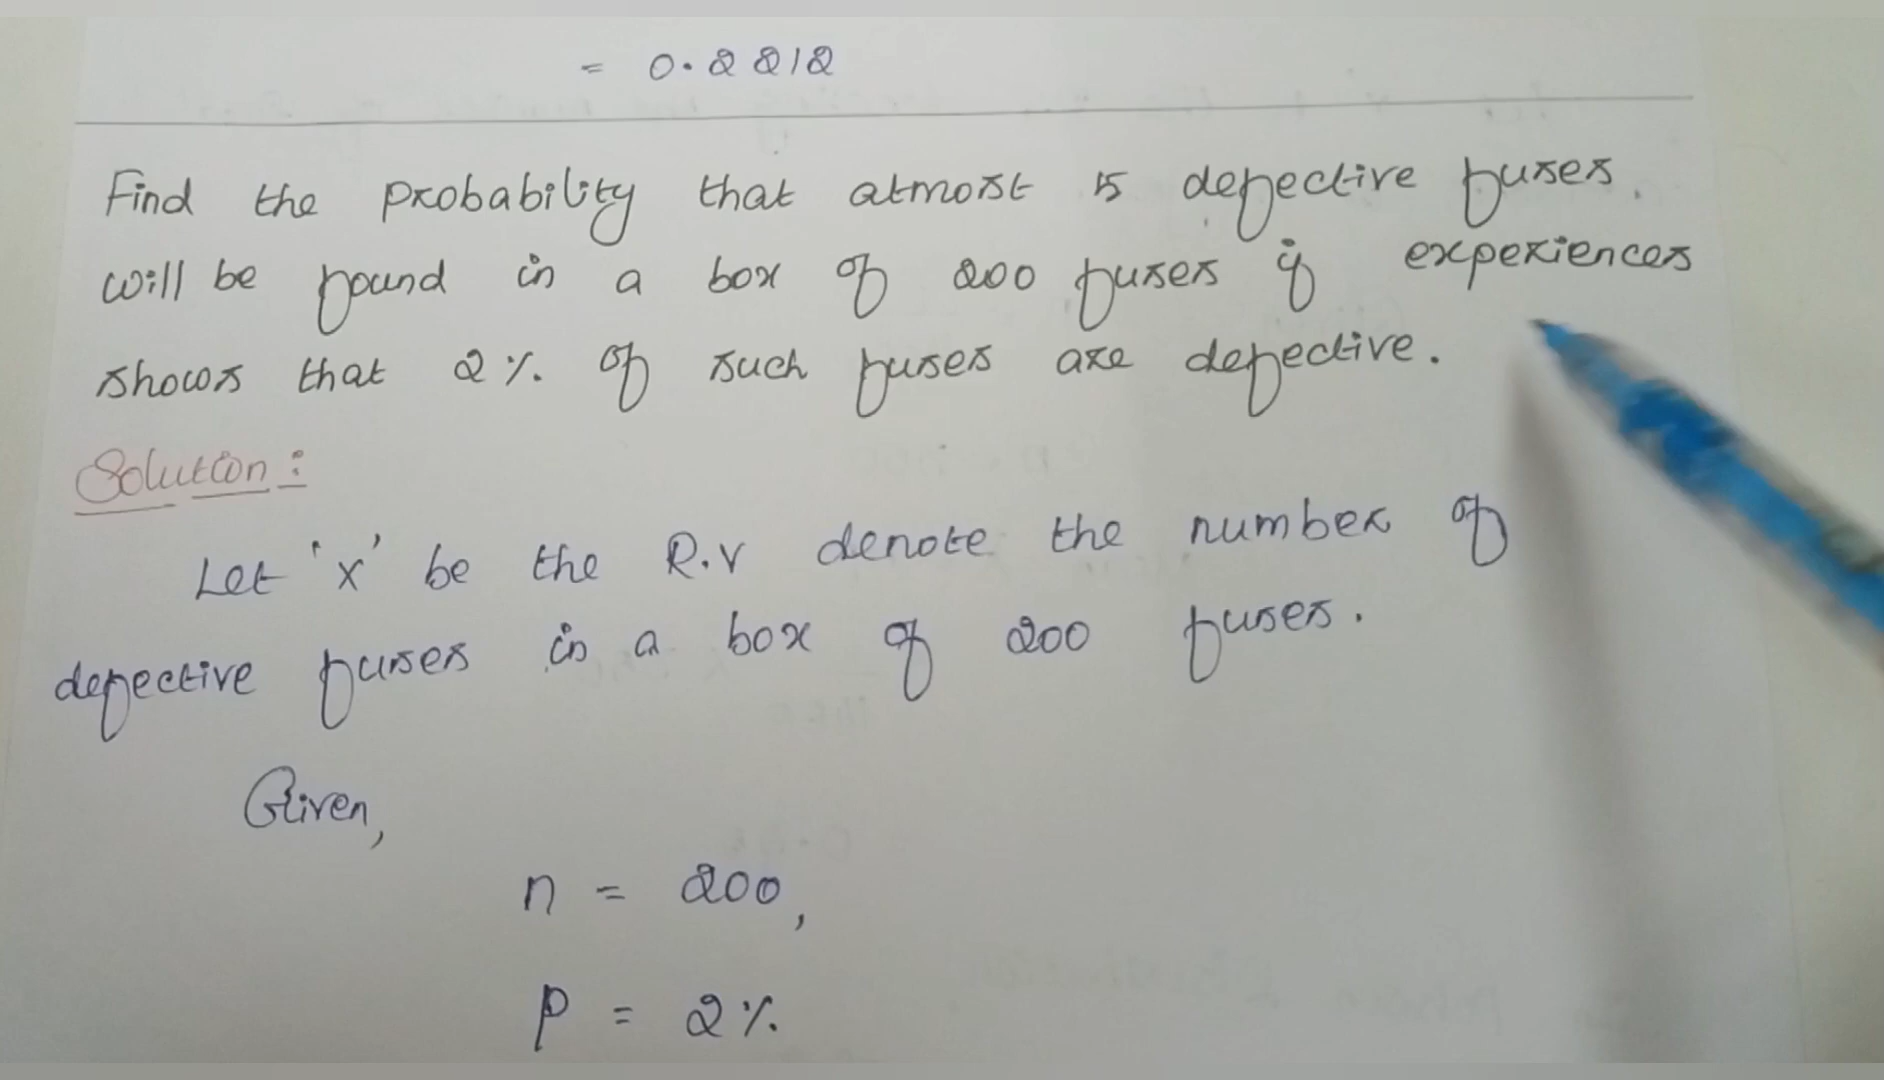 = 0.2212
Find the probability that atmost 5 defective fuses.
will be found in a box of 200 fuses if experiences
shows that 2%. of such fuses are defective.
Solution:
Let 'x' be the R.V denote the number of
defective fuses in a box of 200 fuses.
Given,
n = 200,
P = 2%.